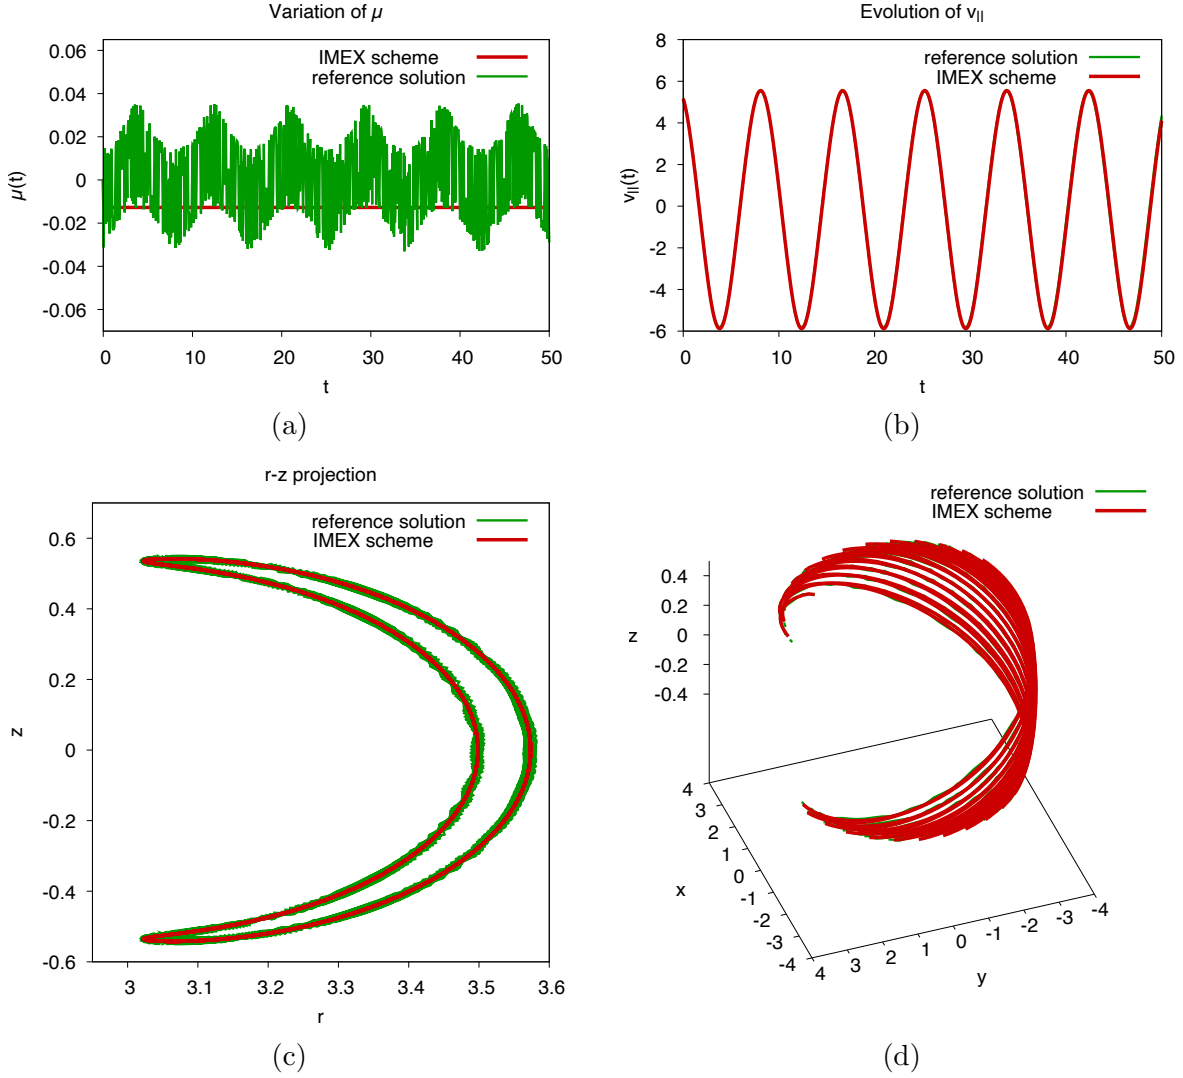 Variation of μ
IMEX scheme
reference solution
0.06
0.04
0.02
0
-0.02
-0.04
-0.06
μ(t)
0 10 20 30 40 50
t
(a)
Evolution of v||
reference solution
IMEX scheme
8
6
4
2
0
-2
-4
-6
v||(t)
0 10 20 30 40 50
t
(b)
r-z projection
reference solution
IMEX scheme
0.6
0.4
0.2
0
-0.2
-0.4
-0.6
z
3 3.1 3.2 3.3 3.4 3.5 3.6
r
(c)
reference solution
IMEX scheme
0.4
0.2
0
-0.2
-0.4
z
4
3
2
1
0
-1
-2
-3
-4
x
4 3 2 1 0 -1 -2 -3 -4
y
(d)